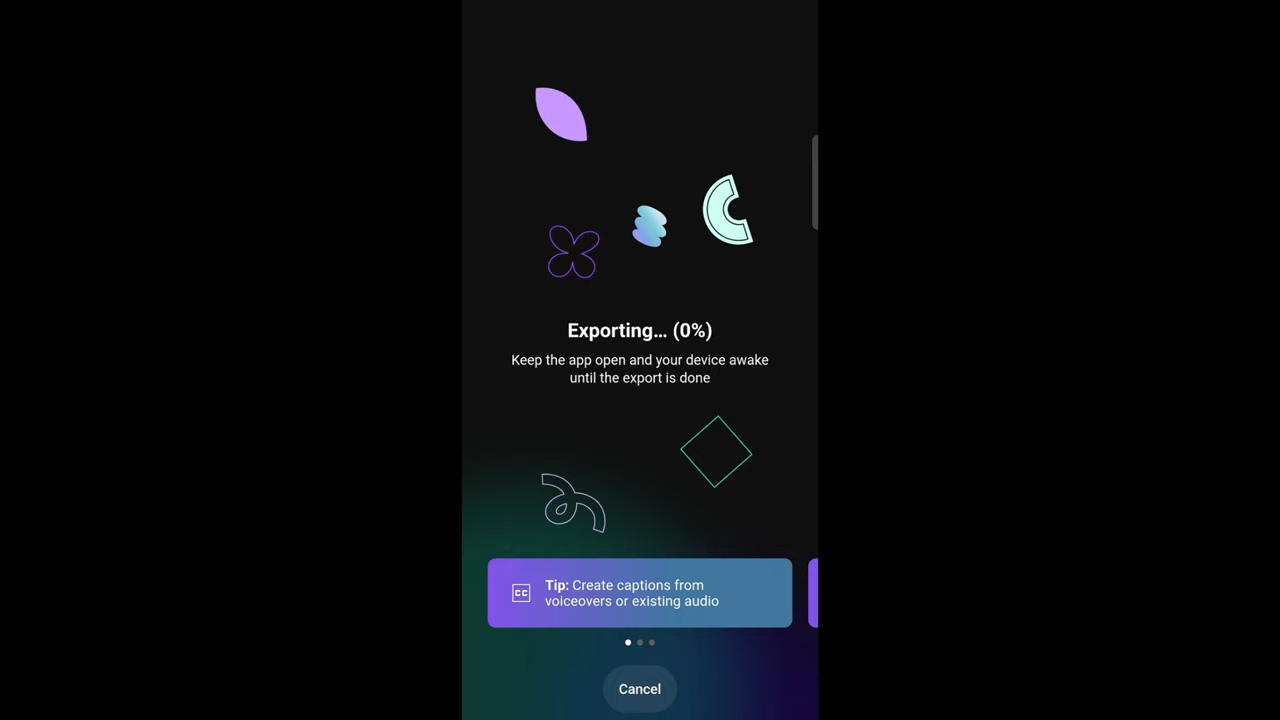 Exporting... (0%)
Keep the app open and your device awake
until the export is done
CC
Tip: Create captions from
voiceovers or existing audio
Cancel